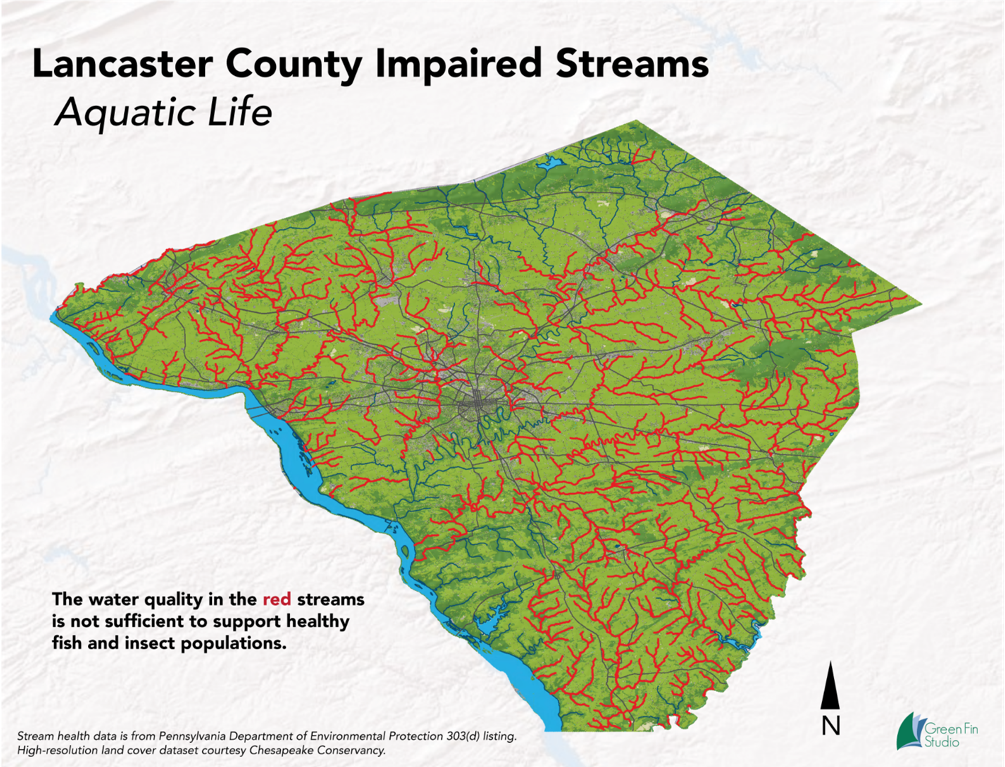 Lancaster County Impaired Streams
Aquatic Life
The water quality in the red streams
is not sufficient to support healthy
fish and insect populations.
Stream health data is from Pennsylvania Department of Environmental Protection 303(d) listing.
High-resolution land cover dataset courtesy Chesapeake Conservancy.
N
Green Fin
Studio